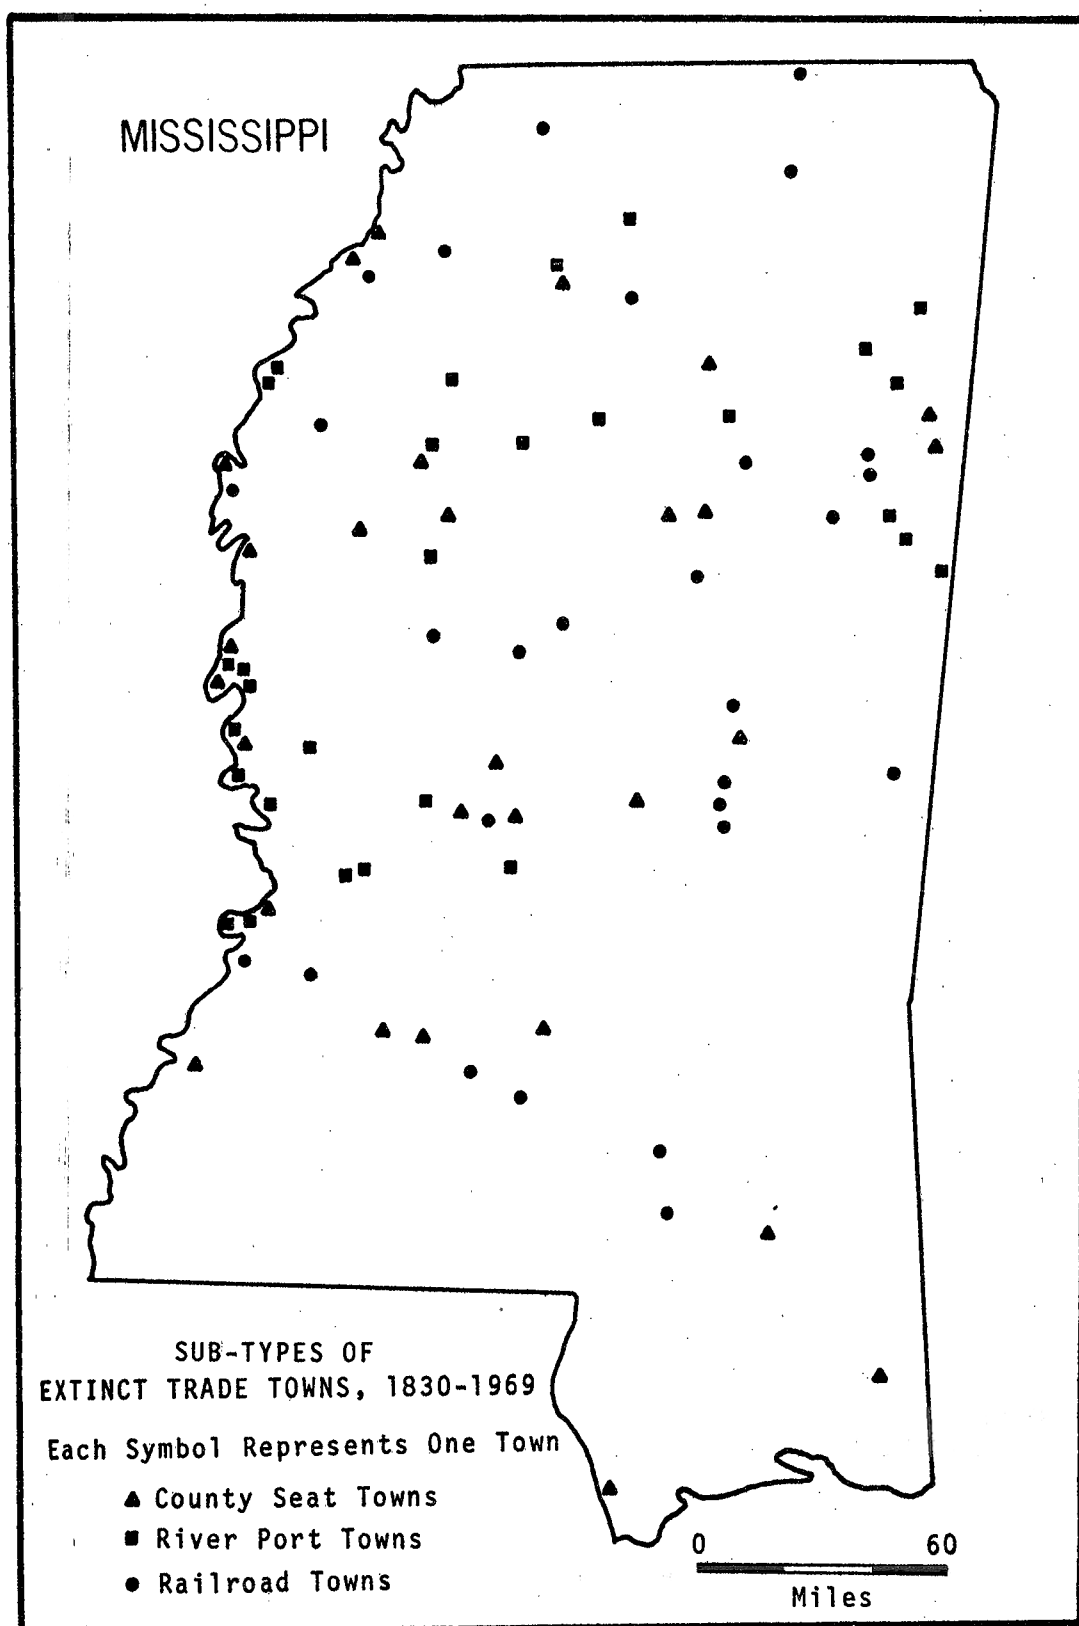 MISSISSIPPI
SUB-TYPES OF
EXTINCT TRADE TOWNS, 1830-1969
Each Symbol Represents One Town
County Seat Towns
River Port Towns
Railroad Towns
0 60
Miles